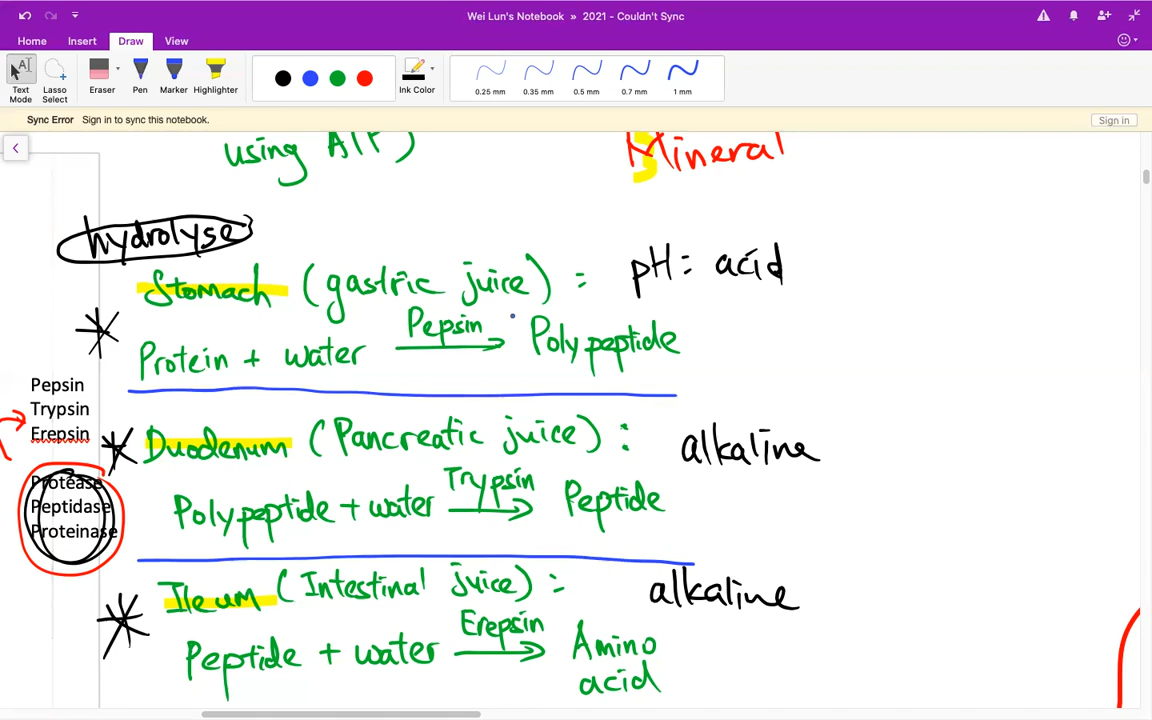 Wei Lun's Notebook » 2021 - Couldn't Sync
Home Insert Draw View
Text Mode
Lasso Select
Eraser
Pen
Marker
Highlighter
Ink Color
0.25 mm 0.35 mm 0.5 mm 0.7 mm 1 mm
Sync Error Sign in to sync this notebook.
Sign in
using ATP)
Mineral
hydrolyse
Stomach (gastric juice) : pH: acid
Protein + water Pepsin → Polypeptide
Pepsin
Trypsin
Erepsin
Duodenum (Pancreatic juice) : alkaline
Polypeptide + water Trypsin → Peptide
Protease
Peptidase
Proteinase
Ileum (Intestinal juice) : alkaline
Peptide + water Erepsin → Amino acid